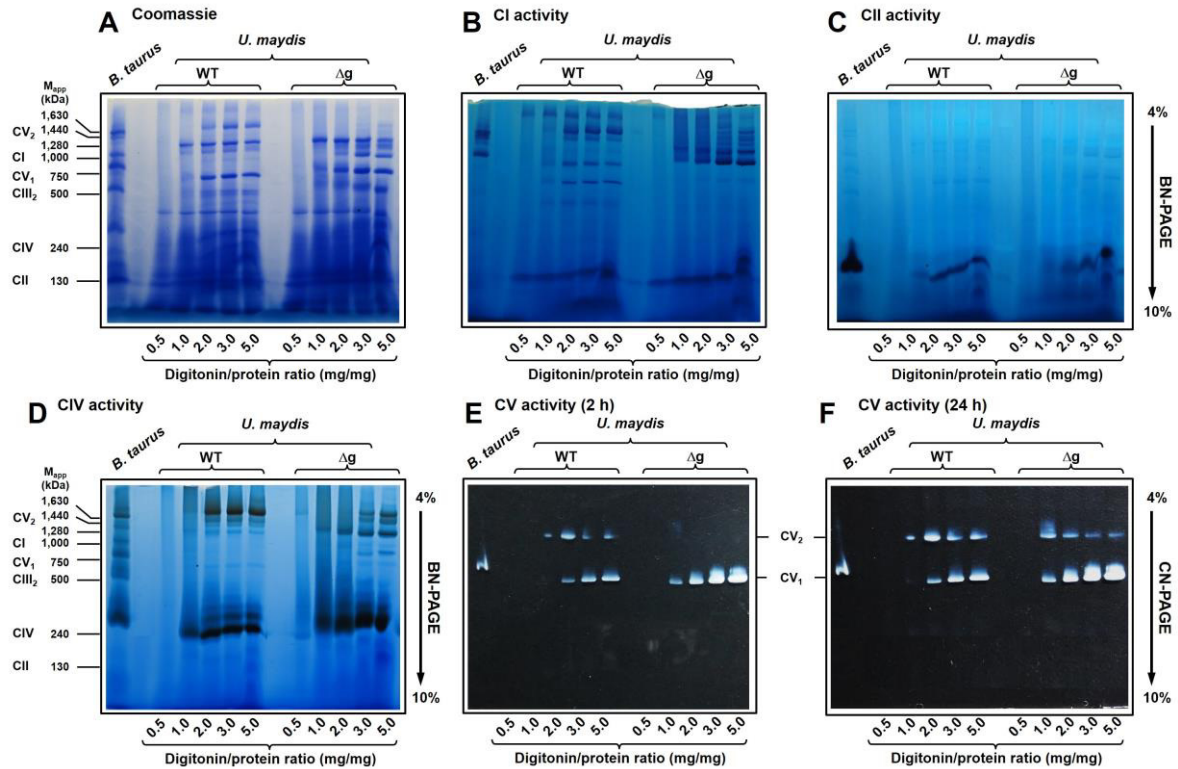 A Coomassie
B CI activity
C CII activity
B. taurus
U. maydis
WT
Δg
B. taurus
U. maydis
WT
Δg
B. taurus
U. maydis
WT
Δg
Mapp
(kDa)
1,630
CV2
1,440
1,280
CI
1,000
CV1
750
CIII2
500
CIV
240
CII
130
4%
BN-PAGE
10%
0.5 1.0 2.0 3.0 5.0 0.5 1.0 2.0 3.0 5.0
Digitonin/protein ratio (mg/mg)
0.5 1.0 2.0 3.0 5.0 0.5 1.0 2.0 3.0 5.0
Digitonin/protein ratio (mg/mg)
0.5 1.0 2.0 3.0 5.0 0.5 1.0 2.0 3.0 5.0
Digitonin/protein ratio (mg/mg)
D CIV activity
E CV activity (2 h)
F CV activity (24 h)
B. taurus
U. maydis
WT
Δg
B. taurus
U. maydis
WT
Δg
B. taurus
U. maydis
WT
Δg
Mapp
(kDa)
1,630
CV2
1,440
1,280
CI
1,000
CV1
750
CIII2
500
CIV
240
CII
130
4%
BN-PAGE
10%
CV2
CV1
4%
CN-PAGE
10%
0.5 1.0 2.0 3.0 5.0 0.5 1.0 2.0 3.0 5.0
Digitonin/protein ratio (mg/mg)
0.5 1.0 2.0 3.0 5.0 0.5 1.0 2.0 3.0 5.0
Digitonin/protein ratio (mg/mg)
0.5 1.0 2.0 3.0 5.0 0.5 1.0 2.0 3.0 5.0
Digitonin/protein ratio (mg/mg)